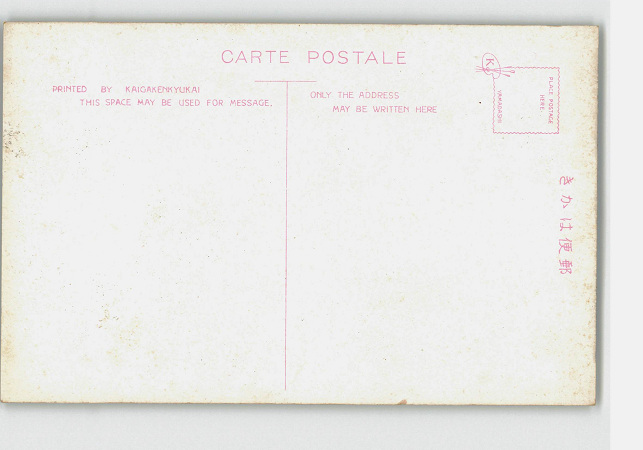 CARTE POSTALE
PRINTED BY KAIGAKENKYUKAI
THIS SPACE MAY BE USED FOR MESSAGE.
ONLY THE ADDRESS
MAY BE WRITTEN HERE
K
YAMADASHI
PLACE POSTAGE
HERE.
きかは便郵